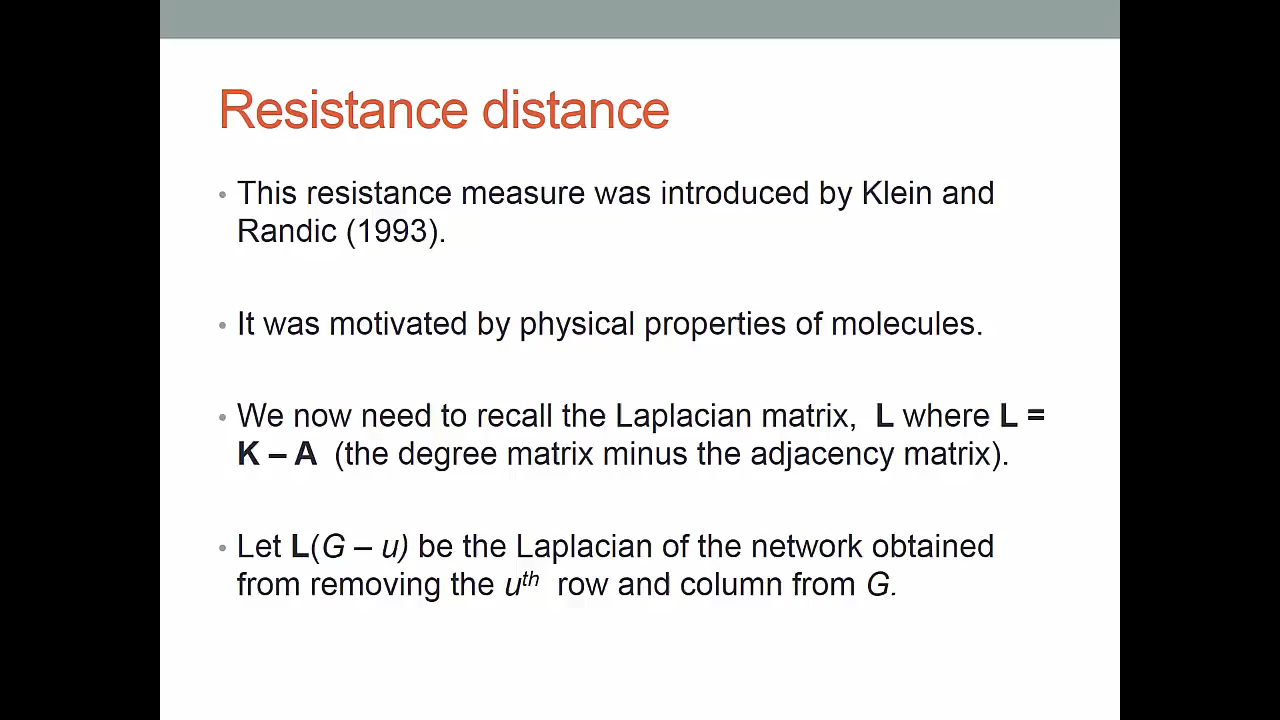 Resistance distance
• This resistance measure was introduced by Klein and
Randic (1993).
• It was motivated by physical properties of molecules.
• We now need to recall the Laplacian matrix, L where L =
K – A (the degree matrix minus the adjacency matrix).
• Let L(G – u) be the Laplacian of the network obtained
from removing the uth row and column from G.